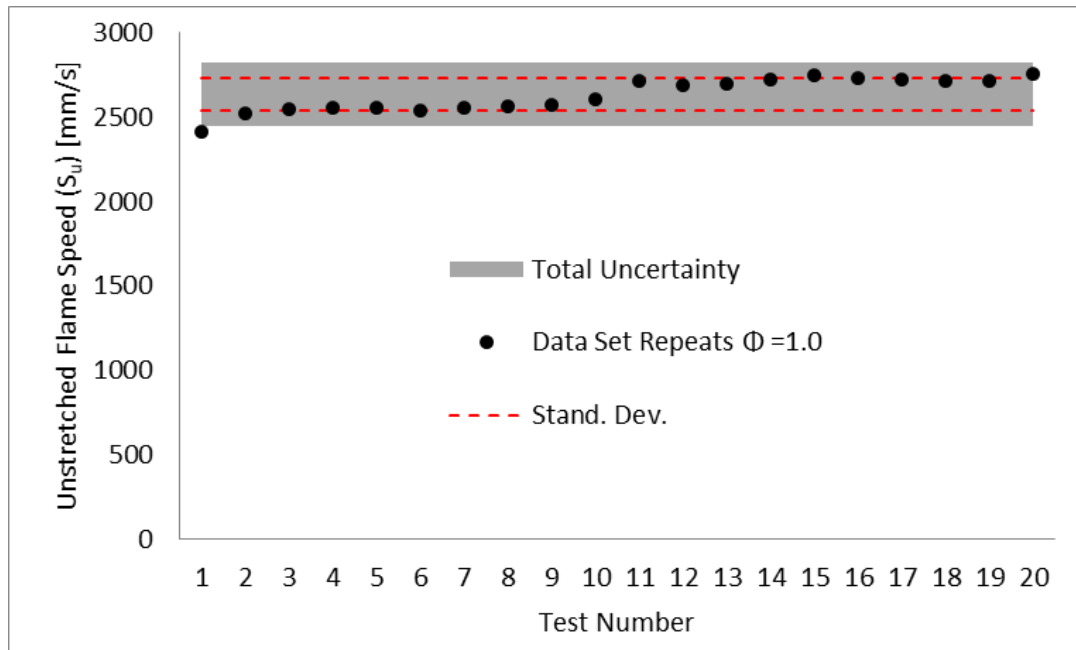 3000
2500
2000
1500
1000
500
0
Unstretched Flame Speed (Sᵤ) [mm/s]
Total Uncertainty
Data Set Repeats Φ =1.0
Stand. Dev.
1 2 3 4 5 6 7 8 9 10 11 12 13 14 15 16 17 18 19 20
Test Number